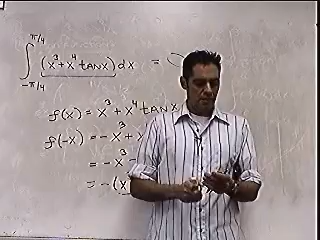 ∫_{-π/4}^{π/4} (x³ + x⁴ tan x) dx =
f(x) = x³ + x⁴ tan x
f(-x) = -x³ + x
= -x³ -
= -(x